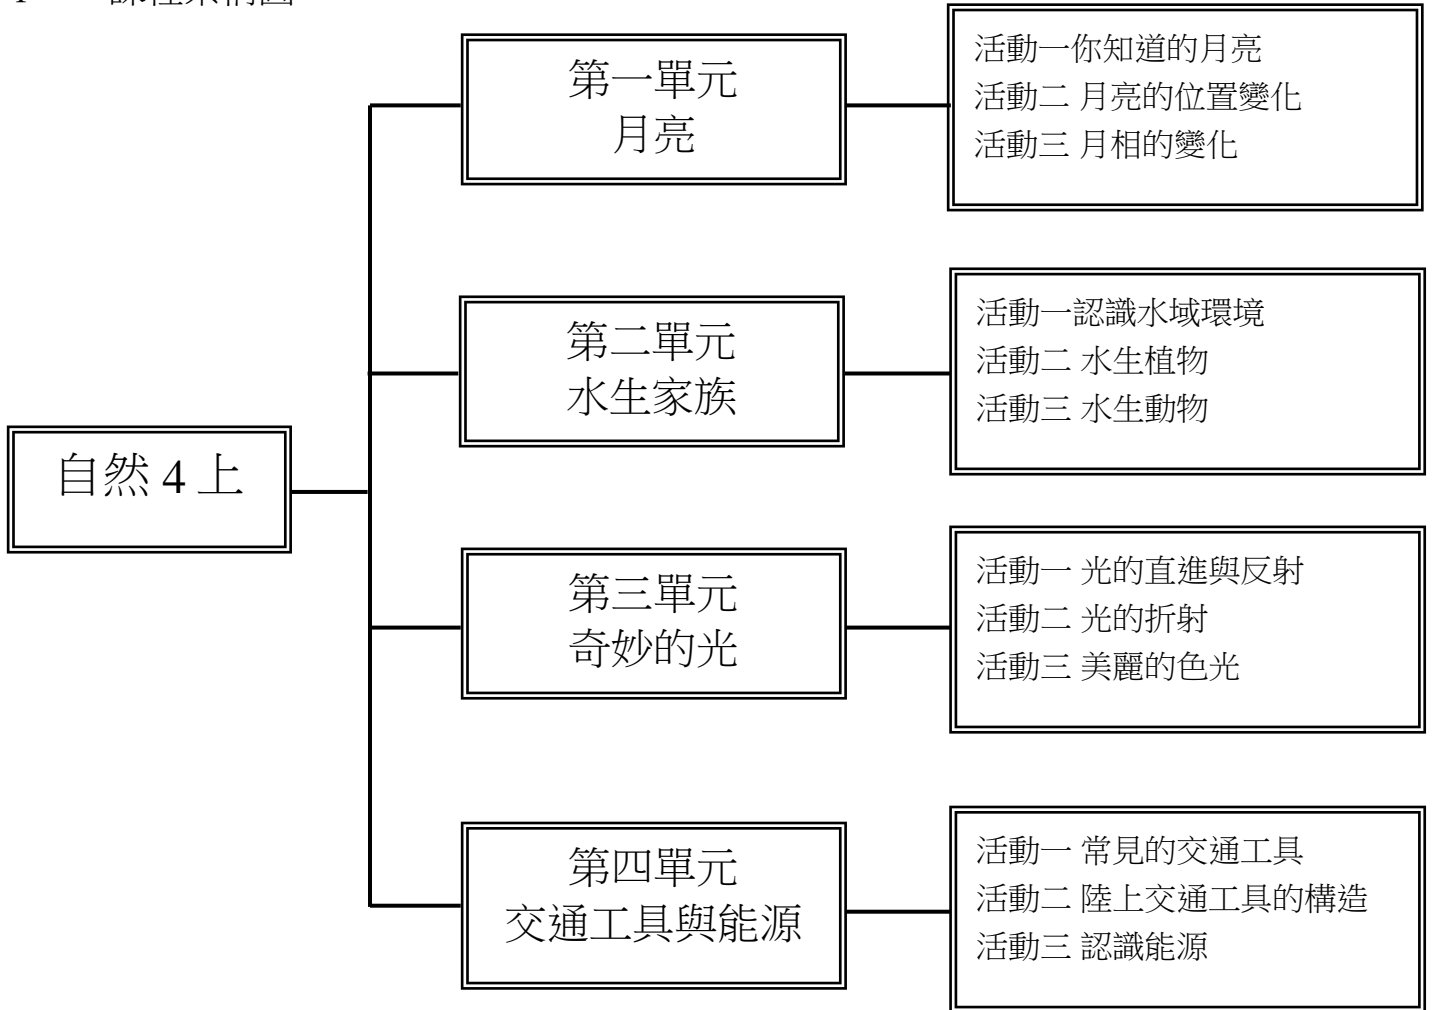 自然 4 上
第一單元
月亮
活動一你知道的月亮
活動二 月亮的位置變化
活動三 月相的變化
第二單元
水生家族
活動一認識水域環境
活動二 水生植物
活動三 水生動物
第三單元
奇妙的光
活動一 光的直進與反射
活動二 光的折射
活動三 美麗的色光
第四單元
交通工具與能源
活動一 常見的交通工具
活動二 陸上交通工具的構造
活動三 認識能源